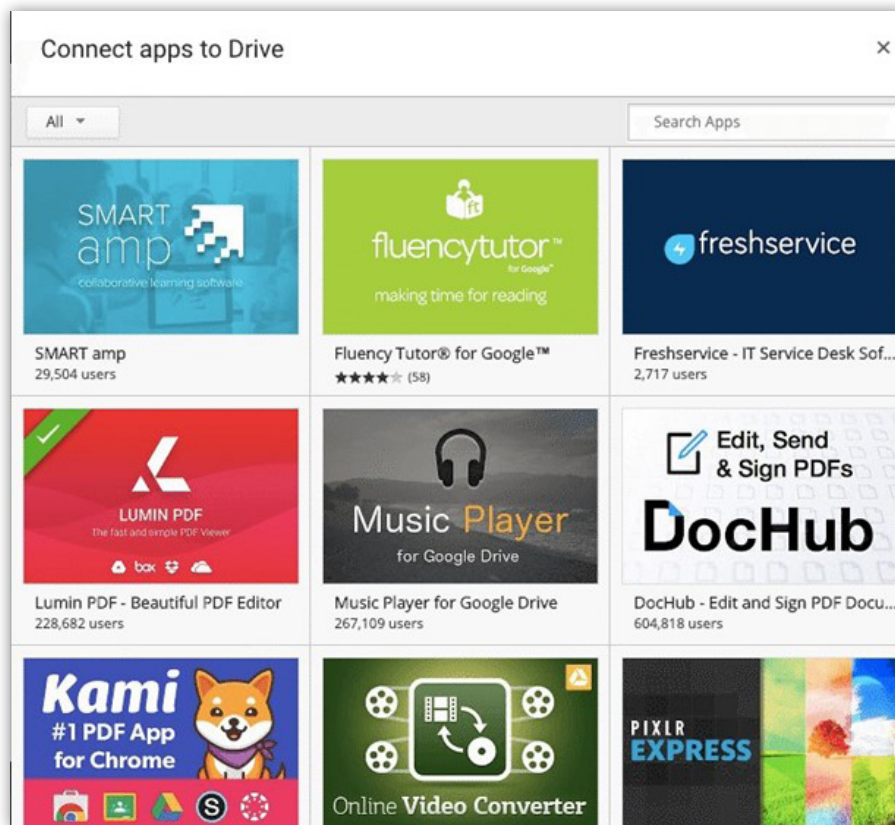 Connect apps to Drive
×
All
Search Apps
SMART
amp
collaborative learning software
SMART amp
29,504 users
ft
fluencytutor™
for Google™
making time for reading
Fluency Tutor® for Google™
(58)
freshservice
Freshservice - IT Service Desk Sof...
2,717 users
LUMIN PDF
The fast and simple PDF Viewer
box
Lumin PDF - Beautiful PDF Editor
228,682 users
Music Player
for Google Drive
Music Player for Google Drive
267,109 users
Edit, Send
& Sign PDFs
DocHub
DocHub - Edit and Sign PDF Docu...
604,818 users
Kami
#1 PDF App
for Chrome
S
Online Video Converter
PIXLR
EXPRESS